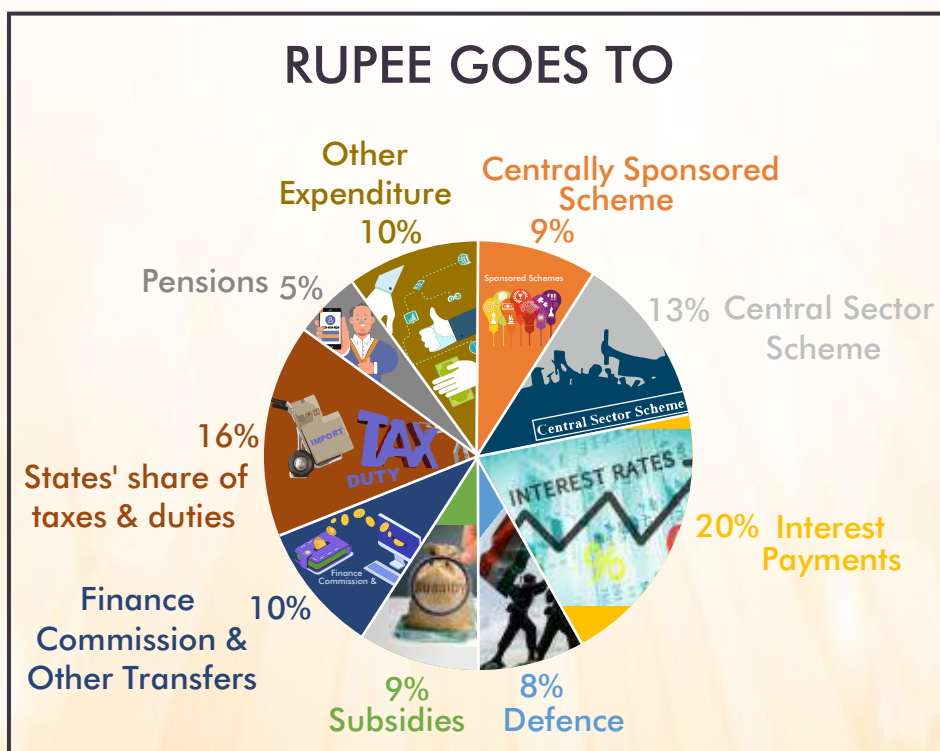 RUPEE GOES TO
Other
Expenditure
10%
Centrally Sponsored
Scheme
9%
Sponsored Schemes
Pensions 5%
13% Central Sector
Scheme
Central Sector Scheme
16%
States' share of
taxes & duties
IMPORT
TAX
DUTY
INTEREST RATES
%
20% Interest
Payments
Finance
Commission &
Finance
Commission &
Other Transfers
10%
SUBSIDY
9%
Subsidies
8%
Defence